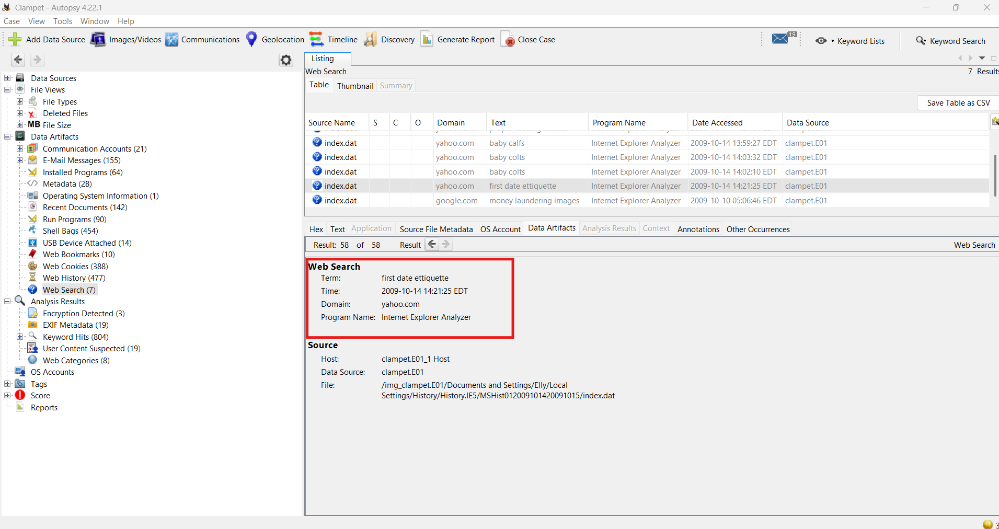 Clampet - Autopsy 4.22.1
Case View Tools Window Help
Add Data Source Images/Videos Communications Geolocation Timeline Discovery Generate Report Close Case 19 Keyword Lists Keyword Search
Listing
Web Search 7 Results
Table Thumbnail Summary
Save Table as CSV
Source Name S C O Domain Text Program Name Date Accessed Data Source
index.dat yahoo.com baby calfs Internet Explorer Analyzer 2009-10-14 13:59:27 EDT clampet.E01
index.dat yahoo.com baby colts Internet Explorer Analyzer 2009-10-14 14:03:32 EDT clampet.E01
index.dat yahoo.com baby colts Internet Explorer Analyzer 2009-10-14 14:02:10 EDT clampet.E01
index.dat yahoo.com first date ettiquette Internet Explorer Analyzer 2009-10-14 14:21:25 EDT clampet.E01
index.dat google.com money laundering images Internet Explorer Analyzer 2009-10-10 05:06:46 EDT clampet.E01
Data Sources
File Views
File Types
Deleted Files
MB File Size
Data Artifacts
Communication Accounts (21)
E-Mail Messages (155)
Installed Programs (64)
Metadata (28)
Operating System Information (1)
Recent Documents (142)
Run Programs (90)
Shell Bags (454)
USB Device Attached (14)
Web Bookmarks (10)
Web Cookies (388)
Web History (477)
Web Search (7)
Analysis Results
Encryption Detected (3)
EXIF Metadata (19)
Keyword Hits (804)
User Content Suspected (19)
Web Categories (8)
OS Accounts
Tags
Score
Reports
Hex Text Application Source File Metadata OS Account Data Artifacts Analysis Results Context Annotations Other Occurrences
Result: 58 of 58 Result Web Search
Web Search
Term: first date ettiquette
Time: 2009-10-14 14:21:25 EDT
Domain: yahoo.com
Program Name: Internet Explorer Analyzer
Source
Host: clampet.E01_1 Host
Data Source: clampet.E01
File: /img_clampet.E01/Documents and Settings/Elly/Local
Settings/History/History.IE5/MSHist012009101420091015/index.dat
3